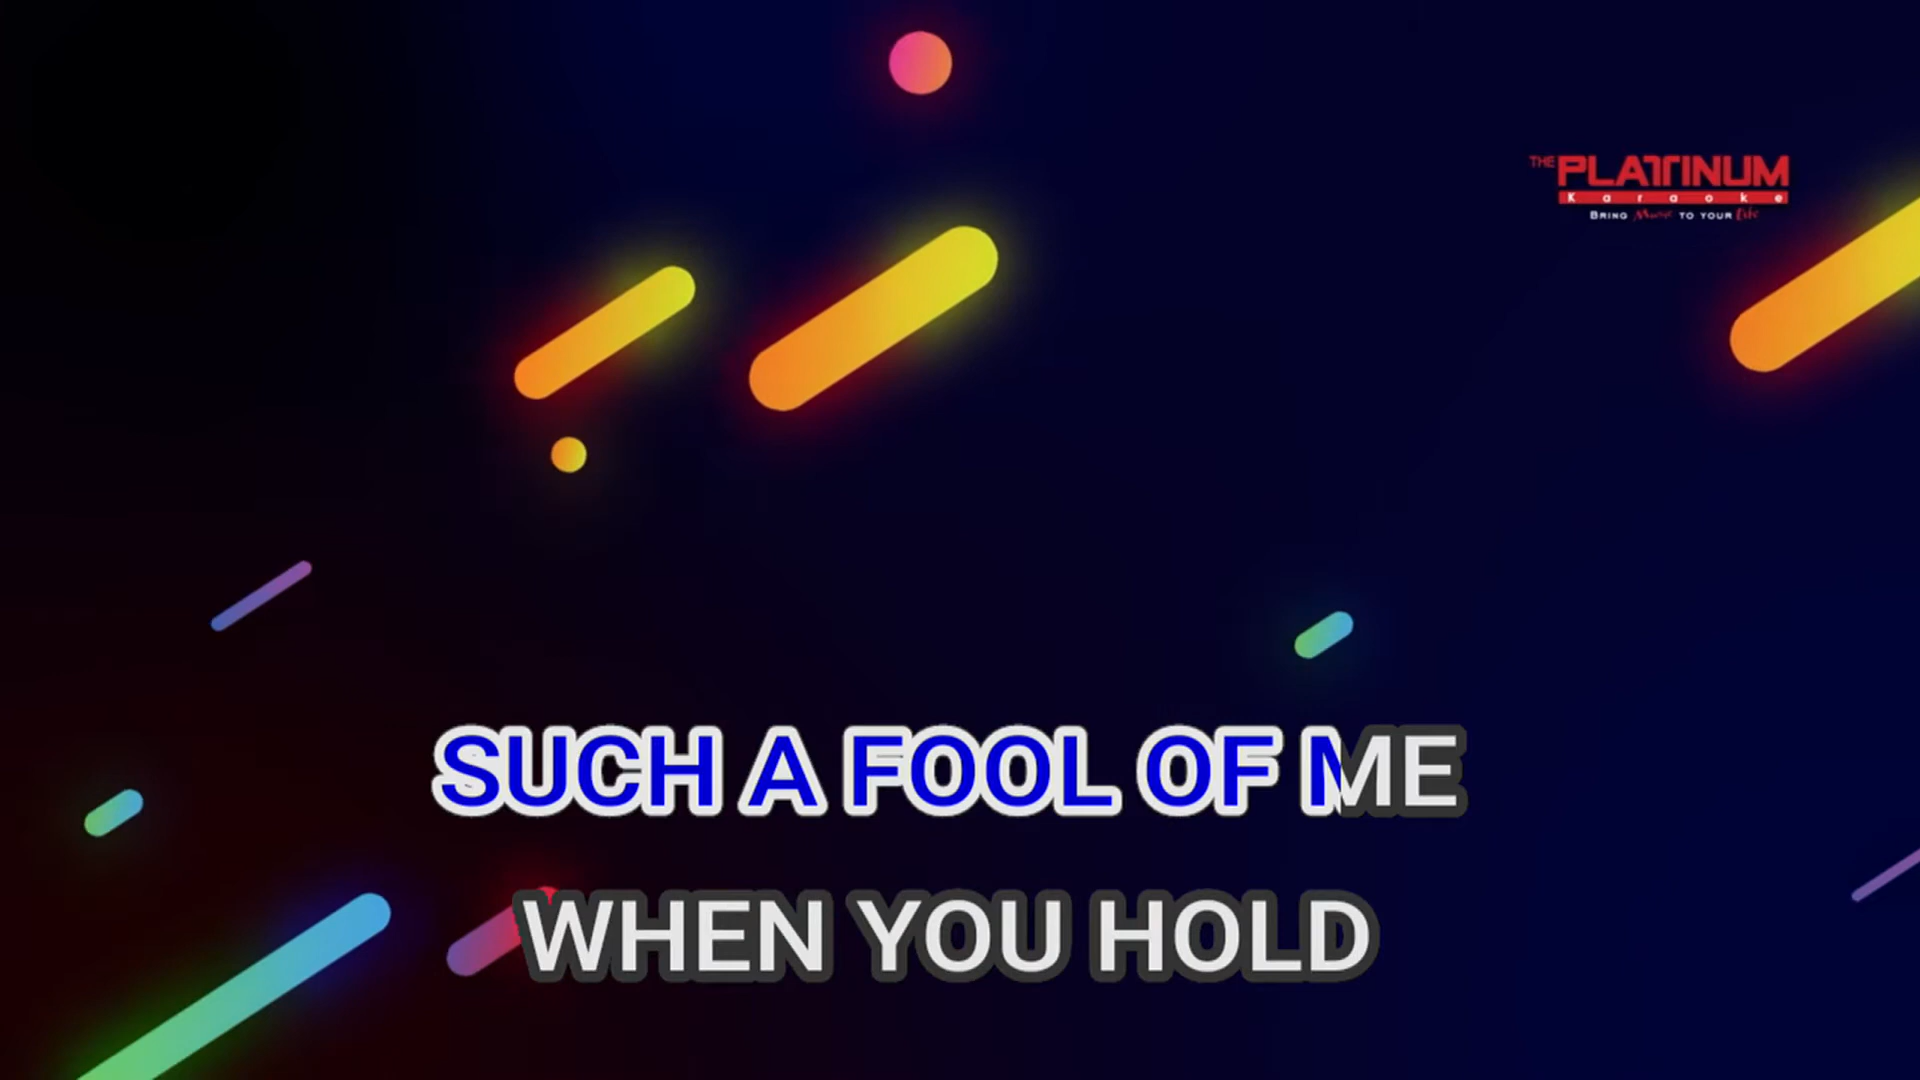 THE PLATINUM
Karaoke
BRING Music TO YOUR Life
SUCH A FOOL OF ME
WHEN YOU HOLD